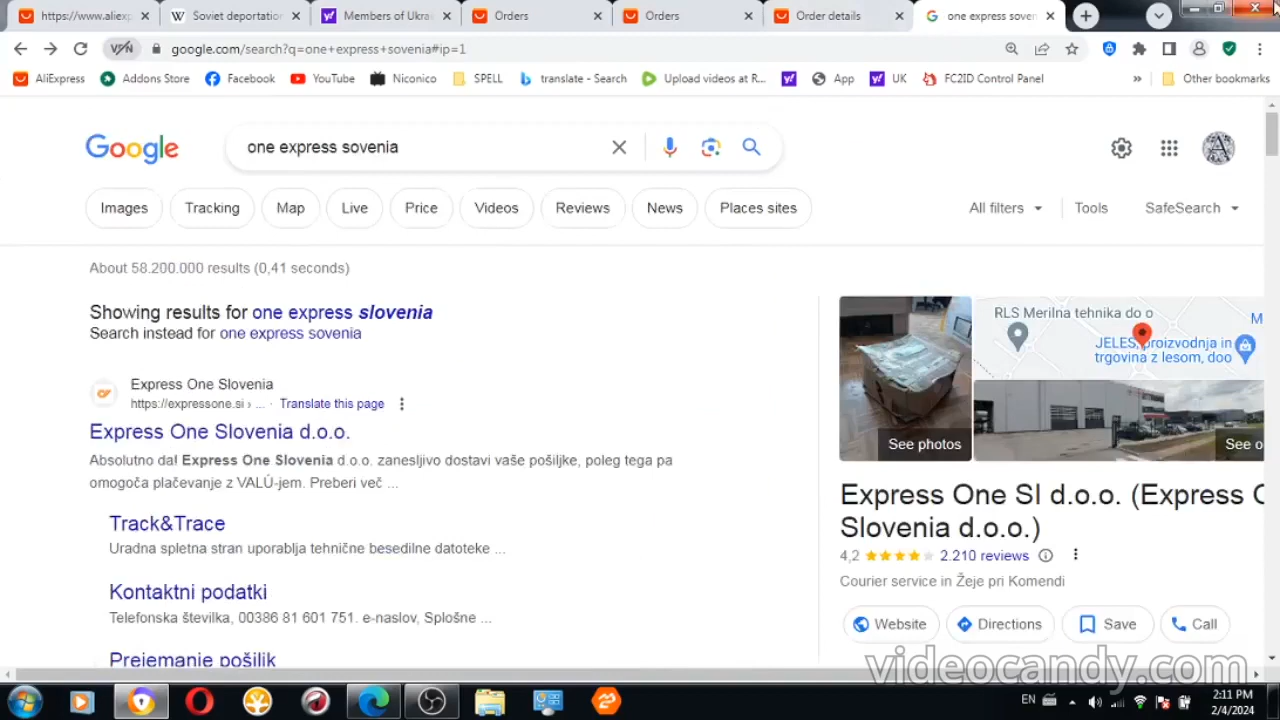 https://www.aliexp
Soviet deportation
Members of Ukrai
Orders
Orders
Order details
one express soven
VPN
google.com/search?q=one+express+sovenia#ip=1
AliExpress
Addons Store
Facebook
YouTube
Niconico
SPELL
translate - Search
Upload videos at R...
App
UK
FC2ID Control Panel
»
Other bookmarks
Google
one express sovenia
Images
Tracking
Map
Live
Price
Videos
Reviews
News
Places sites
All filters
Tools
SafeSearch
About 58.200.000 results (0,41 seconds)
Showing results for one express slovenia
Search instead for one express sovenia
Express One Slovenia
https://expressone.si › ... · Translate this page
Express One Slovenia d.o.o.
Absolutno da! Express One Slovenia d.o.o. zanesljivo dostavi vaše pošiljke, poleg tega pa
omogoča plačevanje z VALÚ-jem. Preberi več ...
Track&Trace
Uradna spletna stran uporablja tehnične besedilne datoteke ...
Kontaktni podatki
Telefonska številka, 00386 81 601 751. e-naslov, Splošne ...
Prejemanje pošilik
RLS Merilna tehnika do o
M
JELES, proizvodnja in
trgovina z lesom, doo
See photos
See o
Express One SI d.o.o. (Express O
Slovenia d.o.o.)
4,2
2.210 reviews
Courier service in Žeje pri Komendi
Website
Directions
Save
Call
videocandy.com
EN
2:11 PM
2/4/2024